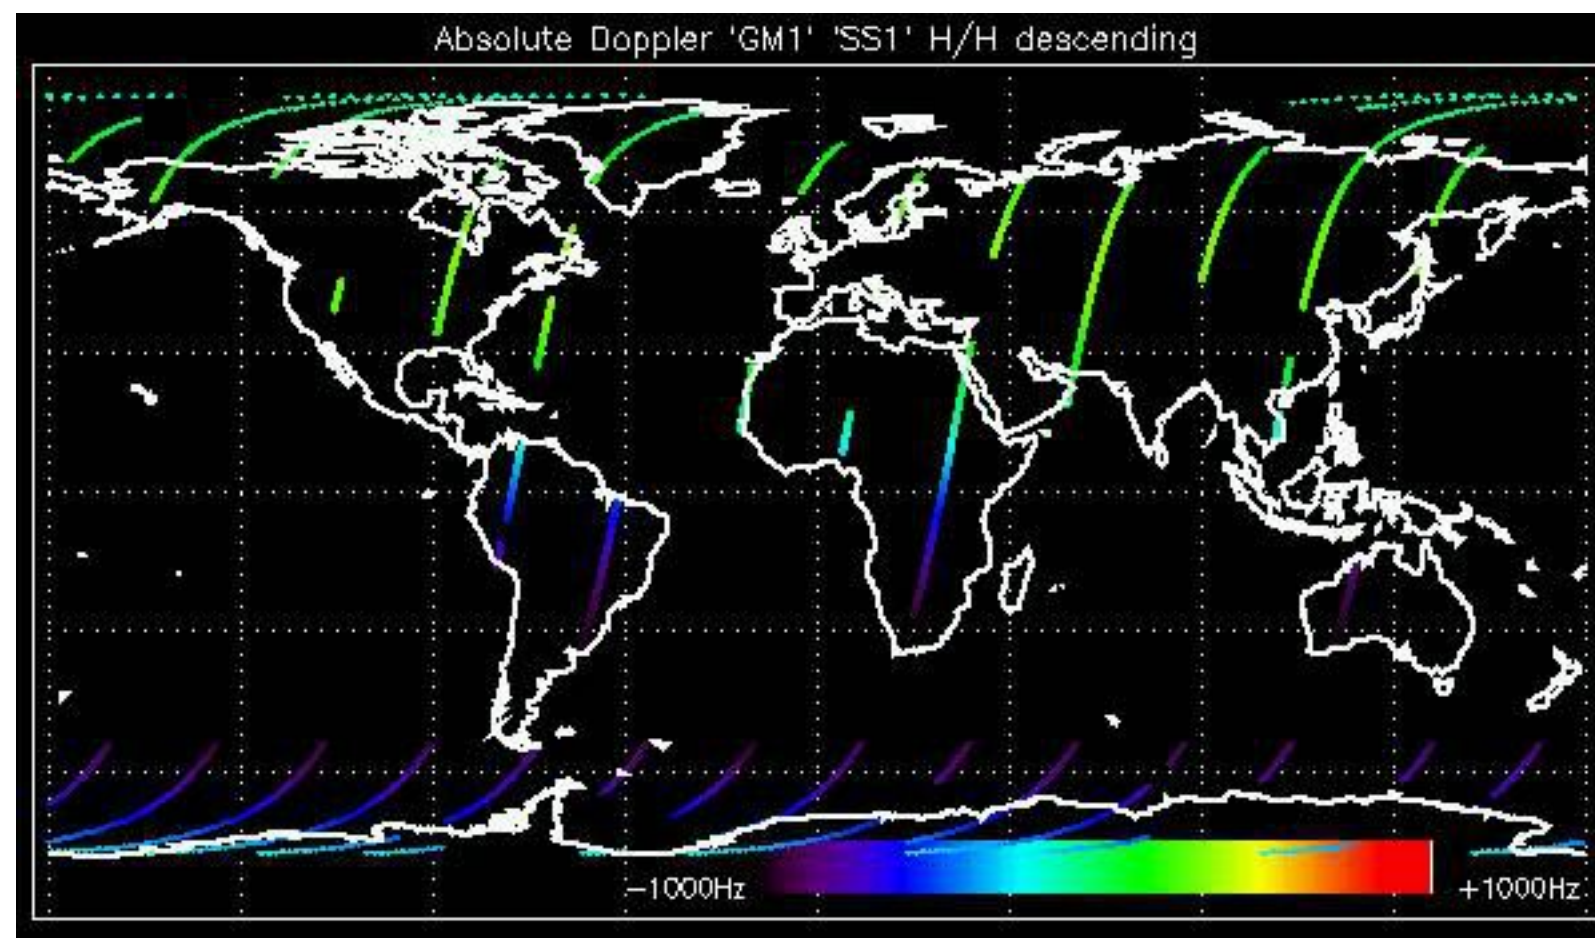 Absolute Doppler 'GM1' 'SS1' H/H descending
−1000Hz
+1000Hz